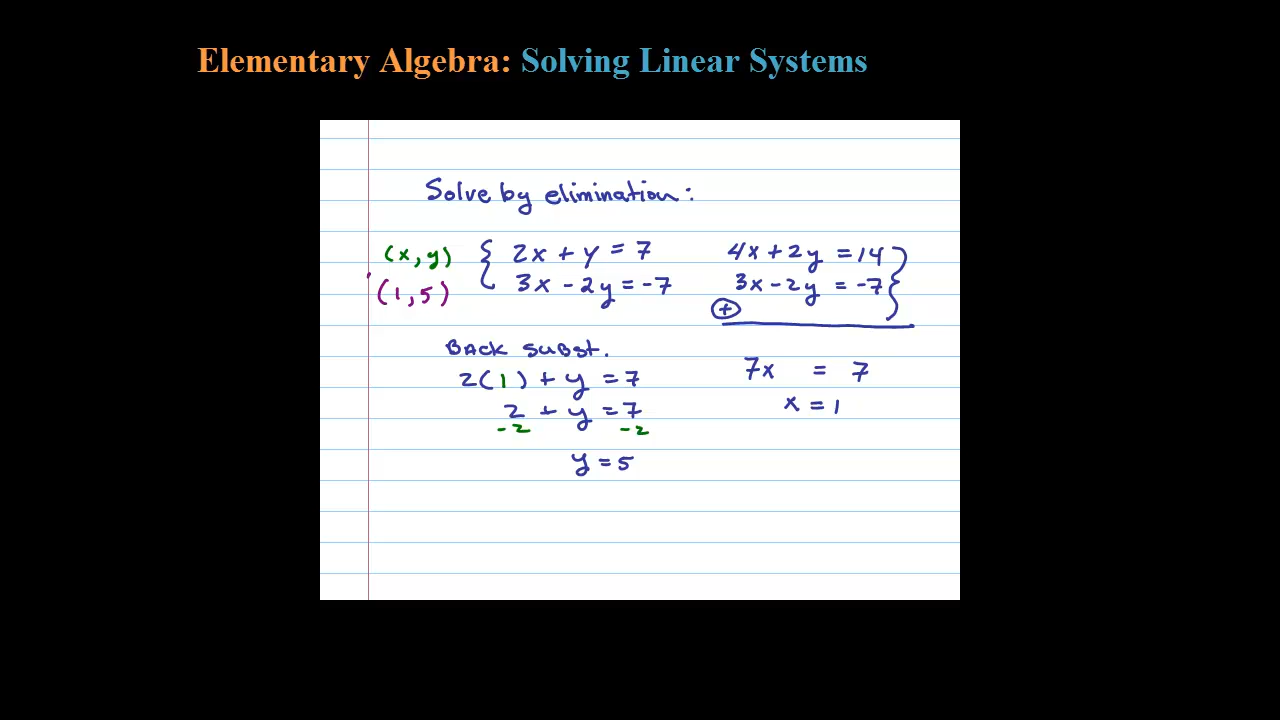 Elementary Algebra: Solving Linear Systems
Solve by elimination:
(x, y) { 2x + y = 7
(1, 5) 3x - 2y = -7
4x + 2y = 14 }
3x - 2y = -7
+
7x = 7
x = 1
BACK SUBST.
2(1) + y = 7
2 + y = 7
-2 -2
y = 5